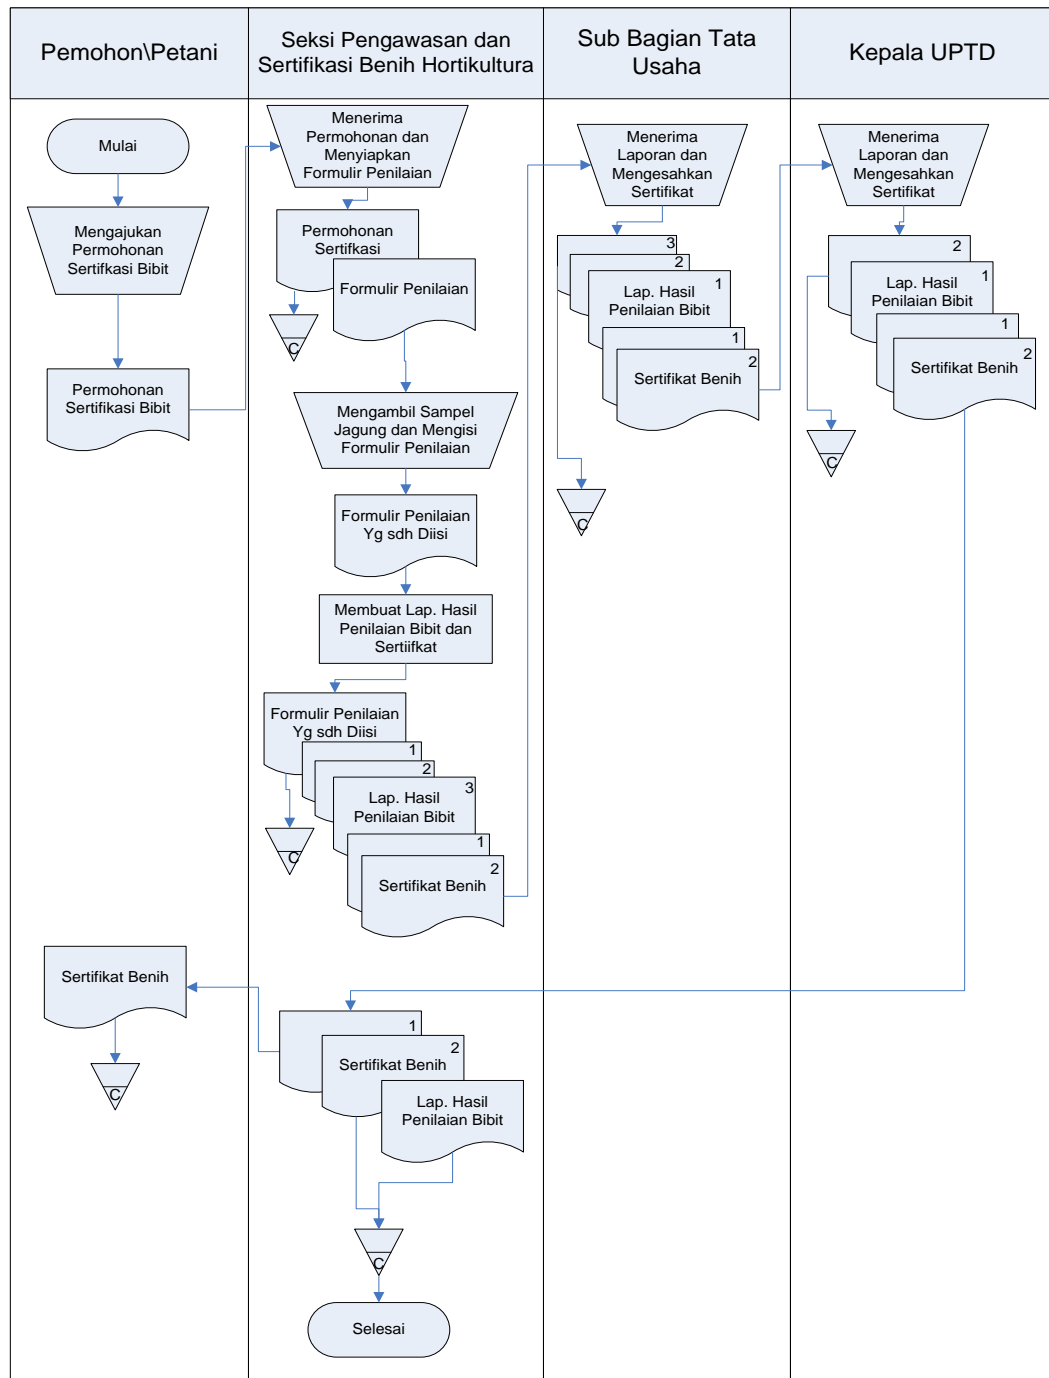 Pemohon\Petani
Seksi Pengawasan dan
Sertifikasi Benih Hortikultura
Sub Bagian Tata
Usaha
Kepala UPTD
Mulai
Mengajukan
Permohonan
Sertifkasi Bibit
Permohonan
Sertifikasi Bibit
Menerima
Permohonan dan
Menyiapkan
Formulir Penilaian
Permohonan
Sertifkasi
Formulir Penilaian
C
Mengambil Sampel
Jagung dan Mengisi
Formulir Penilaian
Formulir Penilaian
Yg sdh Diisi
Membuat Lap. Hasil
Penilaian Bibit dan
Sertiifkat
Formulir Penilaian
Yg sdh Diisi
1
2
3
Lap. Hasil
Penilaian Bibit
1
2
Sertifikat Benih
C
Menerima
Laporan dan
Mengesahkan
Sertifikat
3
2
1
Lap. Hasil
Penilaian Bibit
1
2
Sertifikat Benih
C
Menerima
Laporan dan
Mengesahkan
Sertifikat
2
1
Lap. Hasil
Penilaian Bibit
1
2
Sertifikat Benih
C
1
2
Sertifikat Benih
Lap. Hasil
Penilaian Bibit
Sertifikat Benih
C
C
Selesai